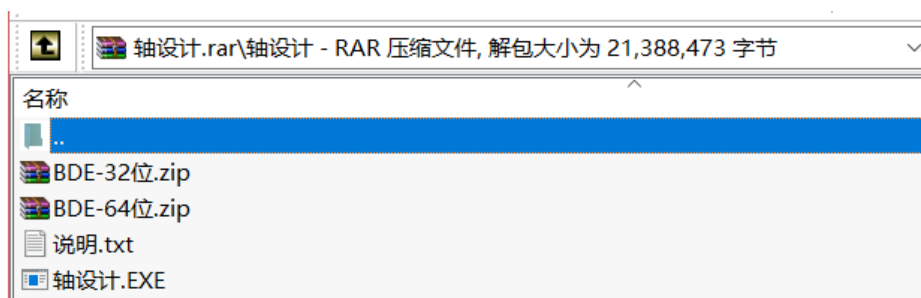 轴设计.rar\轴设计 - RAR 压缩文件, 解包大小为 21,388,473 字节
名称
..
BDE-32位.zip
BDE-64位.zip
说明.txt
轴设计.EXE